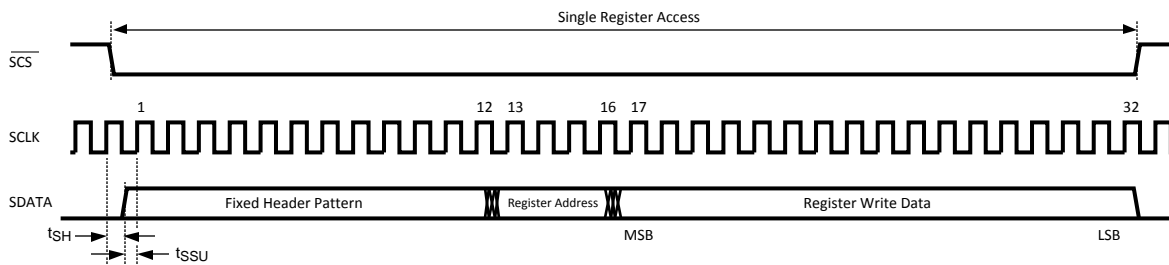 Single Register Access
SCS
1 12 13 16 17 32
SCLK
SDATA Fixed Header Pattern Register Address Register Write Data
tSH MSB LSB
tSSU